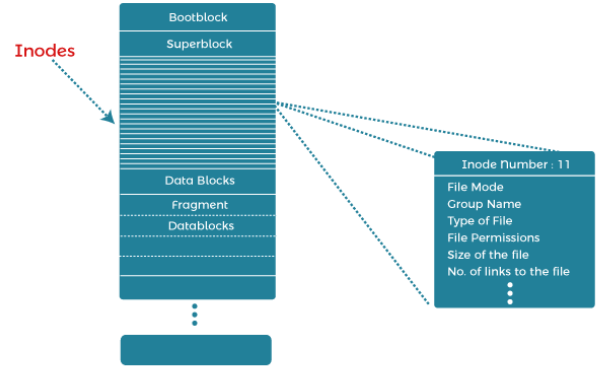 Bootblock
Superblock
Inodes
Data Blocks
Fragment
Datablocks
Inode Number : 11
File Mode
Group Name
Type of File
File Permissions
Size of the file
No. of links to the file